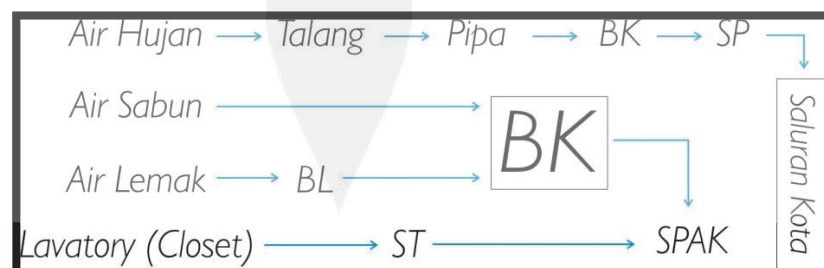 Air Hujan → Talang → Pipa → BK → SP
Air Sabun → BK
Air Lemak → BL →
Lavatory (Closet) → ST → SPAK
Saluran Kota